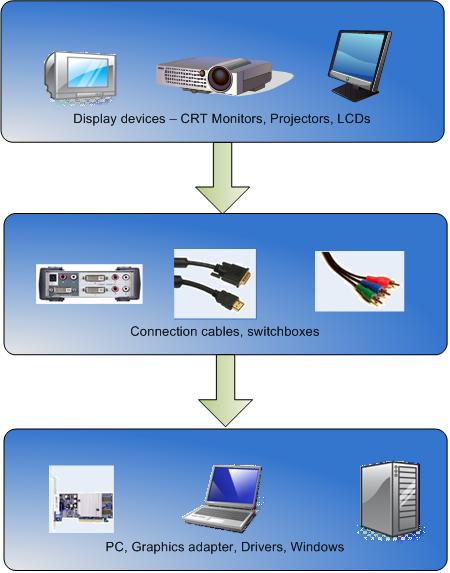 Display devices – CRT Monitors, Projectors, LCDs
Connection cables, switchboxes
PC, Graphics adapter, Drivers, Windows